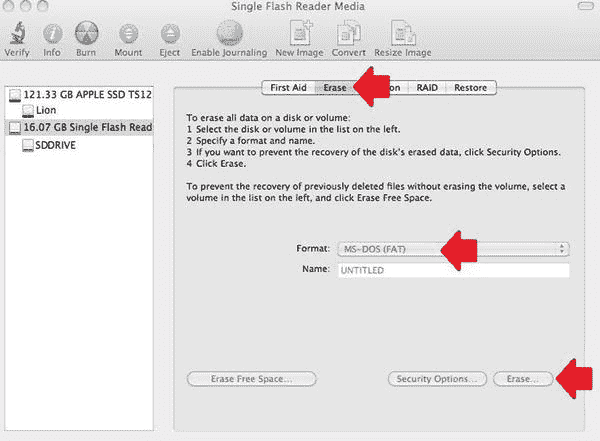 Single Flash Reader Media
Verify Info Burn Mount Eject Enable Journaling New Image Convert Resize Image
121.33 GB APPLE SSD TS12
Lion
16.07 GB Single Flash Read
SDDRIVE
First Aid Erase on RAID Restore
To erase all data on a disk or volume:
1 Select the disk or volume in the list on the left.
2 Specify a format and name.
3 If you want to prevent the recovery of the disk's erased data, click Security Options.
4 Click Erase.
To prevent the recovery of previously deleted files without erasing the volume, select a
volume in the list on the left, and click Erase Free Space.
Format: MS-DOS (FAT)
Name: UNTITLED
Erase Free Space... Security Options... Erase...